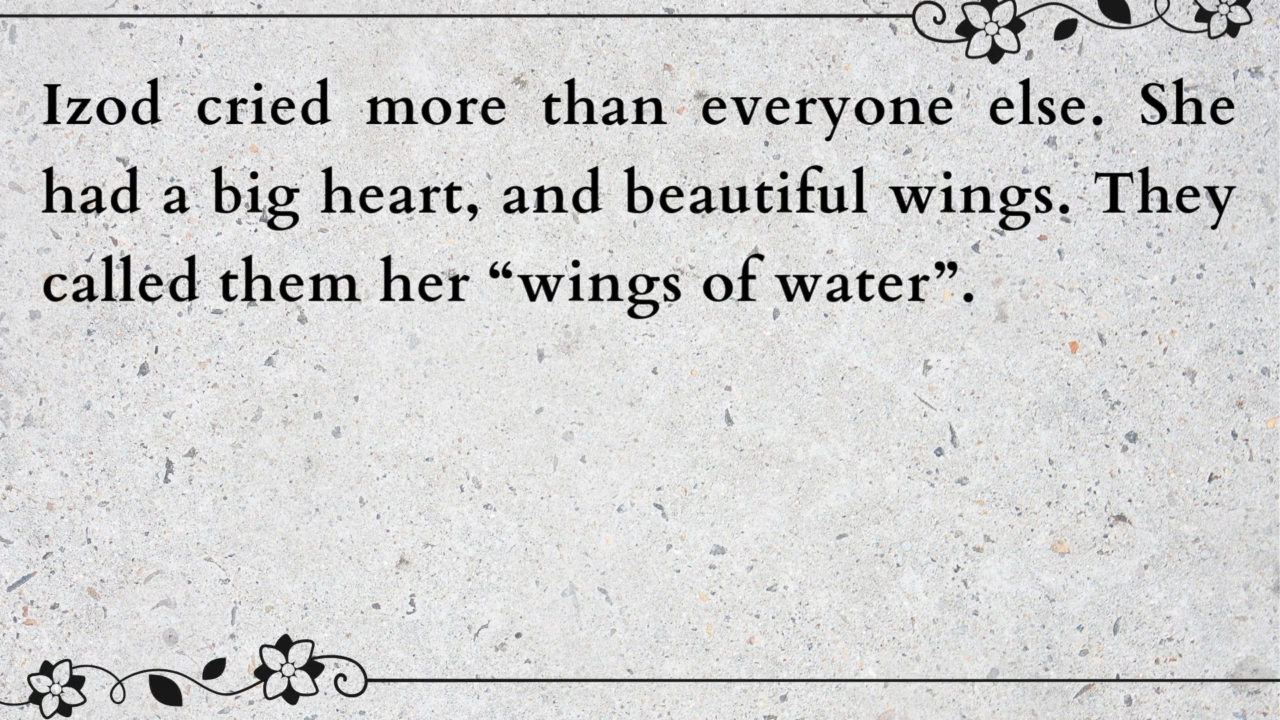 Izod cried more than everyone else. She
had a big heart, and beautiful wings. They
called them her “wings of water”.